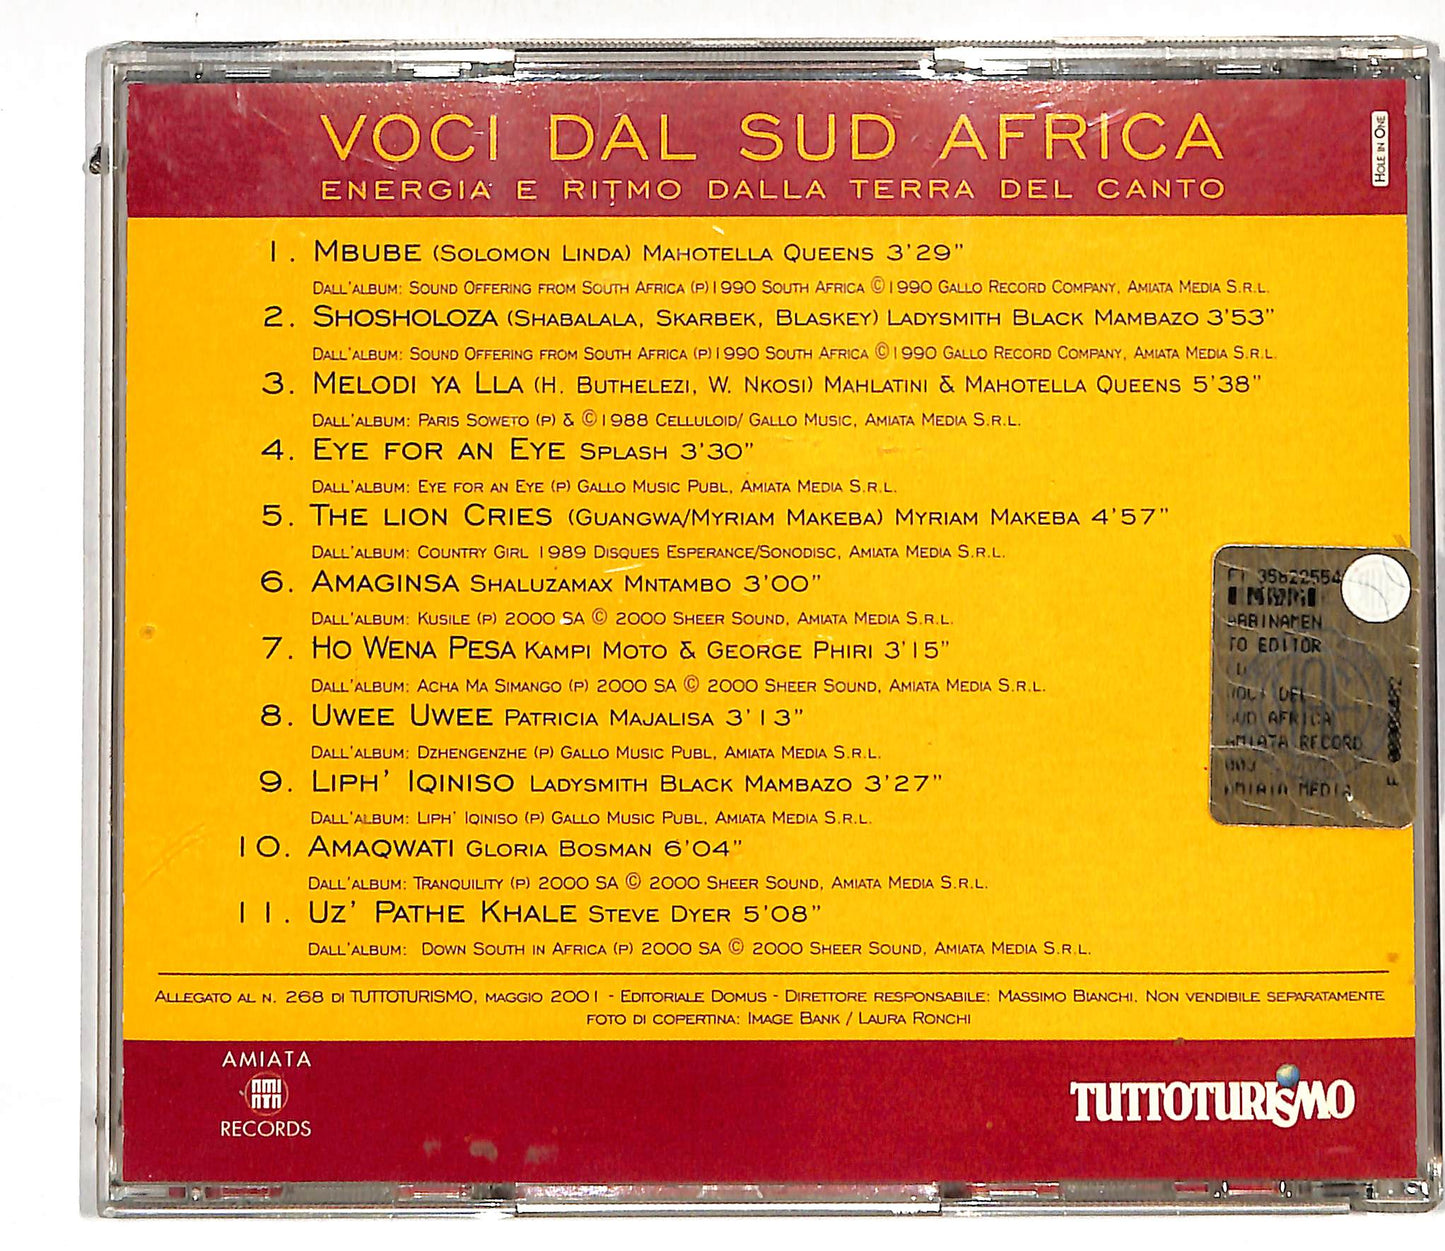 VOCI DAL SUD AFRICA
ENERGIA E RITMO DALLA TERRA DEL CANTO
HOLE IN ONE
1. MBUBE (SOLOMON LINDA) MAHOTELLA QUEENS 3'29"
DALL'ALBUM: SOUND OFFERING FROM SOUTH AFRICA (P)1990 SOUTH AFRICA ©1990 GALLO RECORD COMPANY, AMIATA MEDIA S.R.L.
2. SHOSHOLOZA (SHABALALA, SKARBEK, BLASKEY) LADYSMITH BLACK MAMBAZO 3'53"
DALL'ALBUM: SOUND OFFERING FROM SOUTH AFRICA (P)1990 SOUTH AFRICA ©1990 GALLO RECORD COMPANY, AMIATA MEDIA S.R.L.
3. MELODI YA LLA (H. BUTHELEZI, W. NKOSI) MAHLATINI & MAHOTELLA QUEENS 5'38"
DALL'ALBUM: PARIS SOWETO (P) & ©1988 CELLULOID/ GALLO MUSIC, AMIATA MEDIA S.R.L.
4. EYE FOR AN EYE SPLASH 3'30"
DALL'ALBUM: EYE FOR AN EYE (P) GALLO MUSIC PUBL, AMIATA MEDIA S.R.L.
5. THE LION CRIES (GUANGWA/MYRIAM MAKEBA) MYRIAM MAKEBA 4'57"
DALL'ALBUM: COUNTRY GIRL 1989 DISQUES ESPERANCE/SONODISC, AMIATA MEDIA S.R.L.
6. AMAGINSA SHALUZAMAX MNTAMBO 3'00"
DALL'ALBUM: KUSILE (P) 2000 SA © 2000 SHEER SOUND, AMIATA MEDIA S.R.L.
7. HO WENA PESA KAMPI MOTO & GEORGE PHIRI 3'15"
DALL'ALBUM: ACHA MA SIMANGO (P) 2000 SA © 2000 SHEER SOUND, AMIATA MEDIA S.R.L.
8. UWEE UWEE PATRICIA MAJALISA 3'13"
DALL'ALBUM: DZHENGENZHE (P) GALLO MUSIC PUBL, AMIATA MEDIA S.R.L.
9. LIPH' IQINISO LADYSMITH BLACK MAMBAZO 3'27"
DALL'ALBUM: LIPH' IQINISO (P) GALLO MUSIC PUBL, AMIATA MEDIA S.R.L.
10. AMAQWATI GLORIA BOSMAN 6'04"
DALL'ALBUM: TRANQUILITY (P) 2000 SA © 2000 SHEER SOUND, AMIATA MEDIA S.R.L.
11. UZ' PATHE KHALE STEVE DYER 5'08"
DALL'ALBUM: DOWN SOUTH IN AFRICA (P) 2000 SA © 2000 SHEER SOUND, AMIATA MEDIA S.R.L.
TO EDITOR
SUD AFRICA
AMIATA RECORD
AMIATA MEDIA
ALLEGATO AL N. 268 DI TUTTOTURISMO, MAGGIO 2001 - EDITORIALE DOMUS - DIRETTORE RESPONSABILE: MASSIMO BIANCHI. NON VENDIBILE SEPARATAMENTE
FOTO DI COPERTINA: IMAGE BANK / LAURA RONCHI
AMIATA
AMI
ATA
RECORDS
TUTTOTURISMO